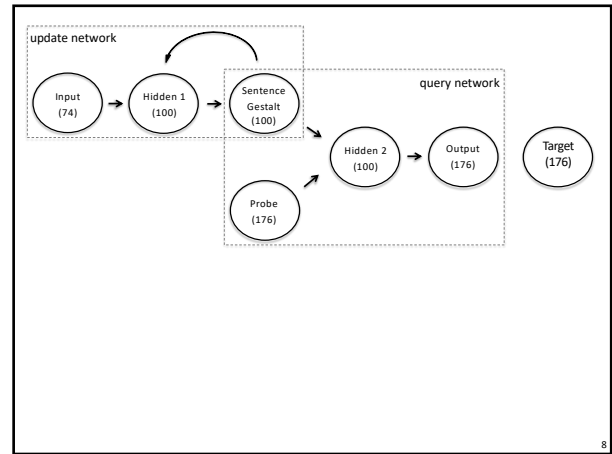 update network
query network
Input
(74)
Hidden 1
(100)
Sentence
Gestalt
(100)
Hidden 2
(100)
Output
(176)
Target
(176)
Probe
(176)
8